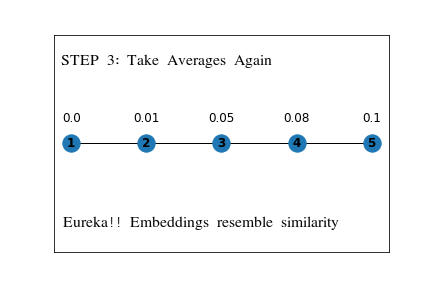 STEP 3: Take Averages Again
0.0 0.01 0.05 0.08 0.1
1 2 3 4 5
Eureka!! Embeddings resemble similarity